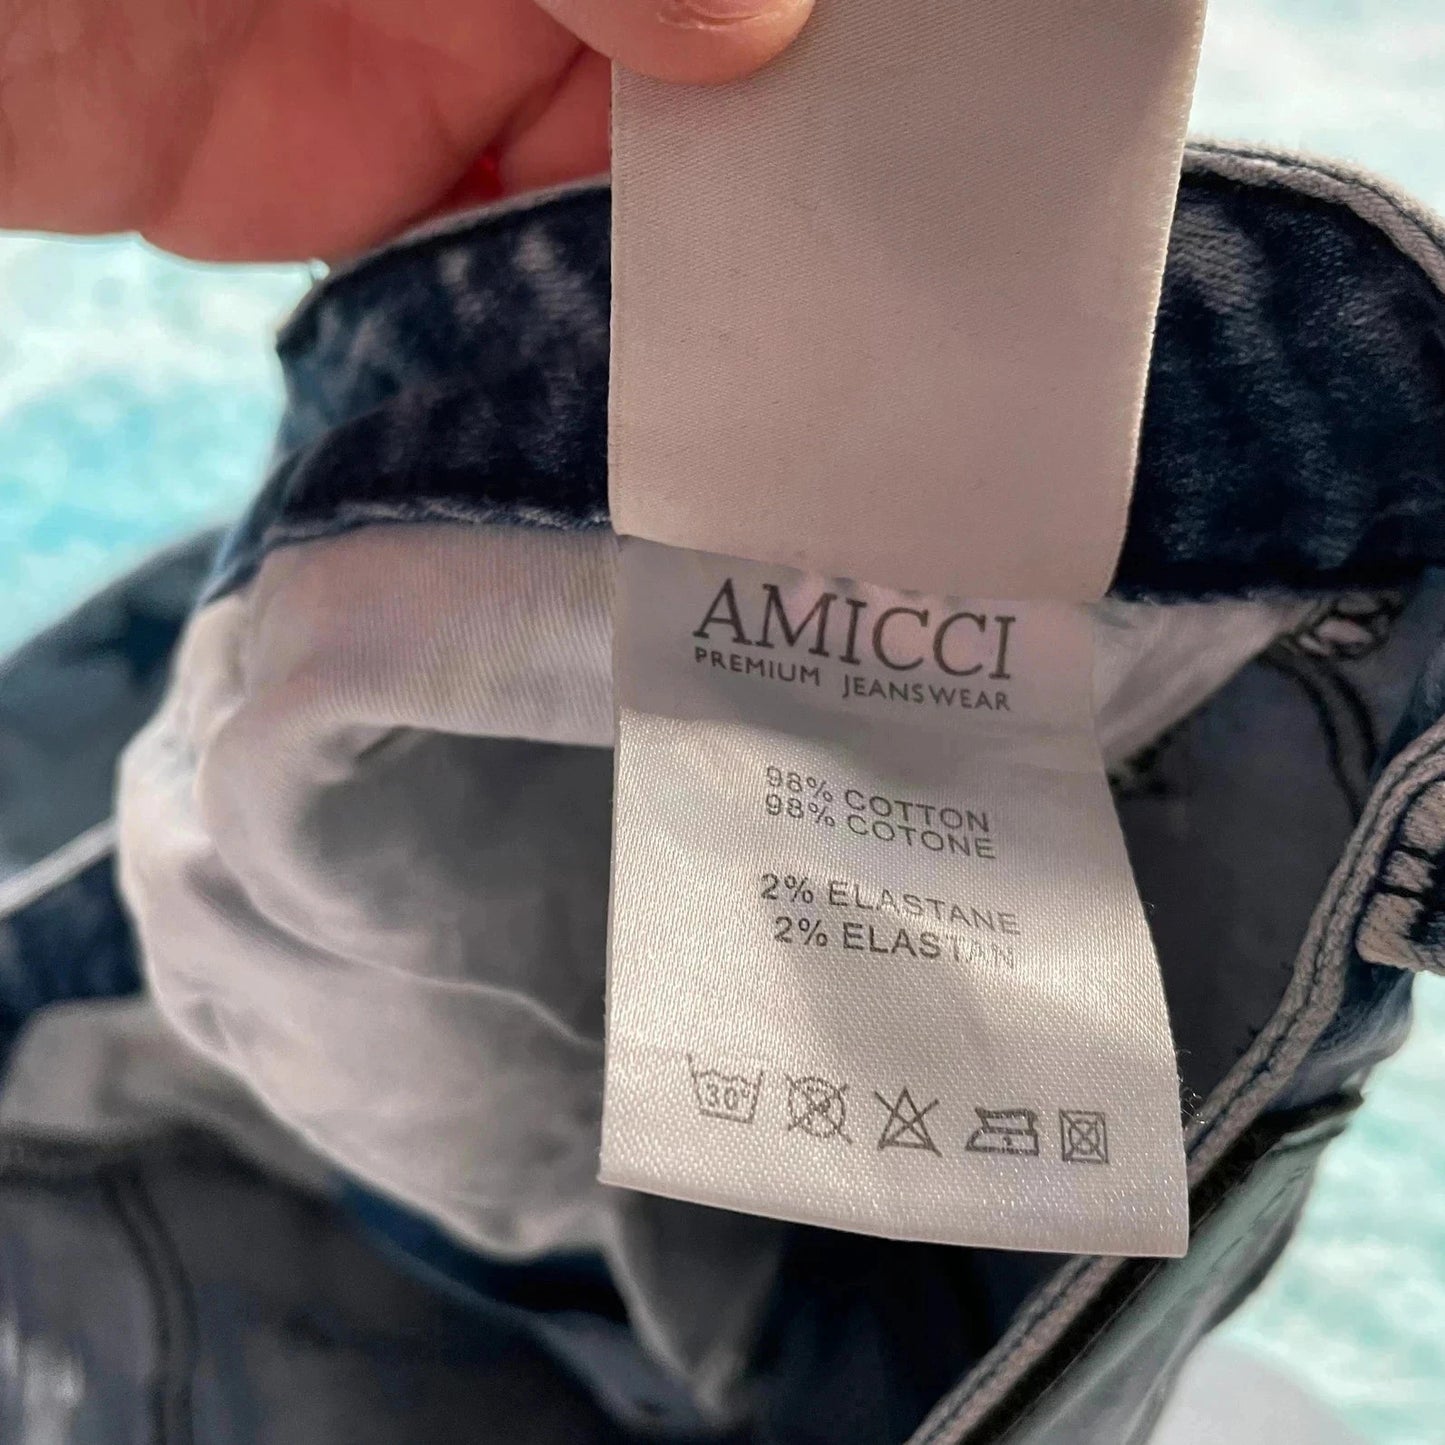 AMICCI
PREMIUM JEANSWEAR
98% COTTON
98% COTONE
2% ELASTANE
2% ELASTAN
30°